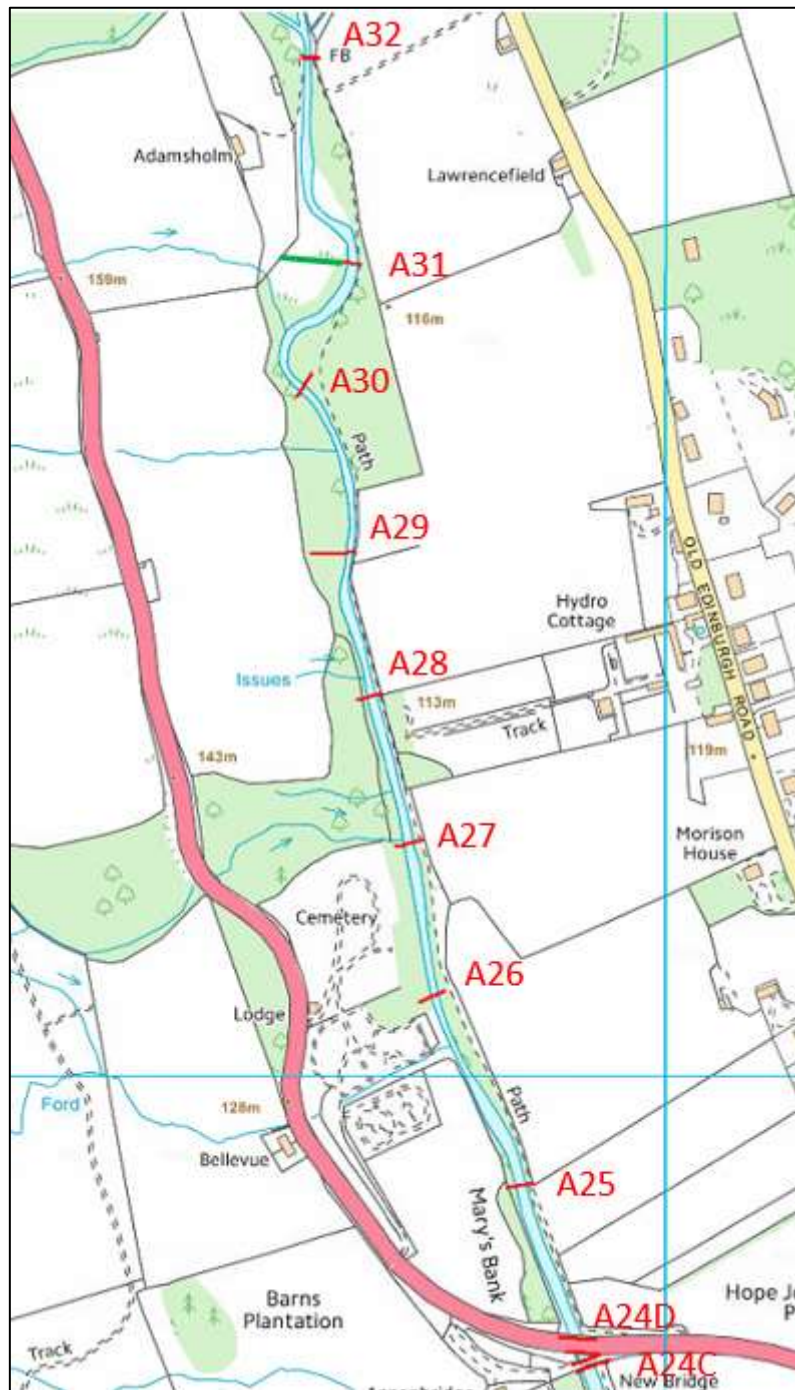 A32
FB
Adamsholm
Lawrencefield
A31
159m
116m
A30
Path
A29
OLD EDINBURGH ROAD
Hydro
Cottage
A28
Issues
113m
Track
119m
143m
A27
Morison
House
Cemetery
A26
Lodge
Ford
128m
Path
Bellevue
A25
Mary's Bank
Barns
Plantation
Hope
A24D
Track
A24C
New Bridge